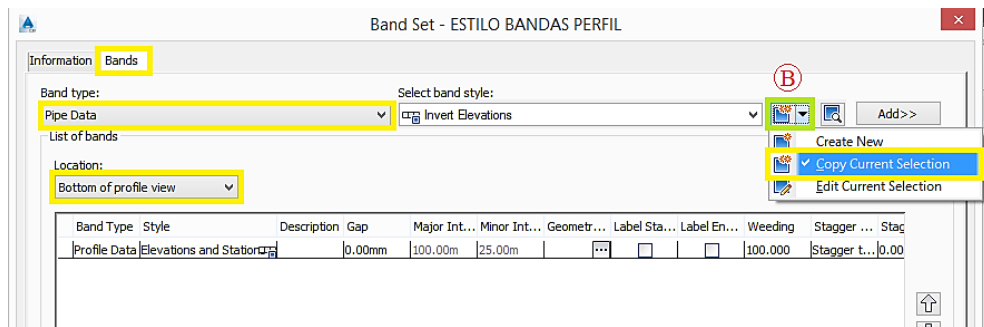 Band Set - ESTILO BANDAS PERFIL
Information Bands
B
Band type: Select band style:
Pipe Data Invert Elevations Add>>
List of bands
Create New
Location: Copy Current Selection
Bottom of profile view Edit Current Selection
Band Type Style Description Gap Major Int... Minor Int... Geometr... Label Sta... Label En... Weeding Stagger ... Stag
Profile Data Elevations and Station 0.00mm 100.00m 25.00m ... 100.000 Stagger t... 0.00